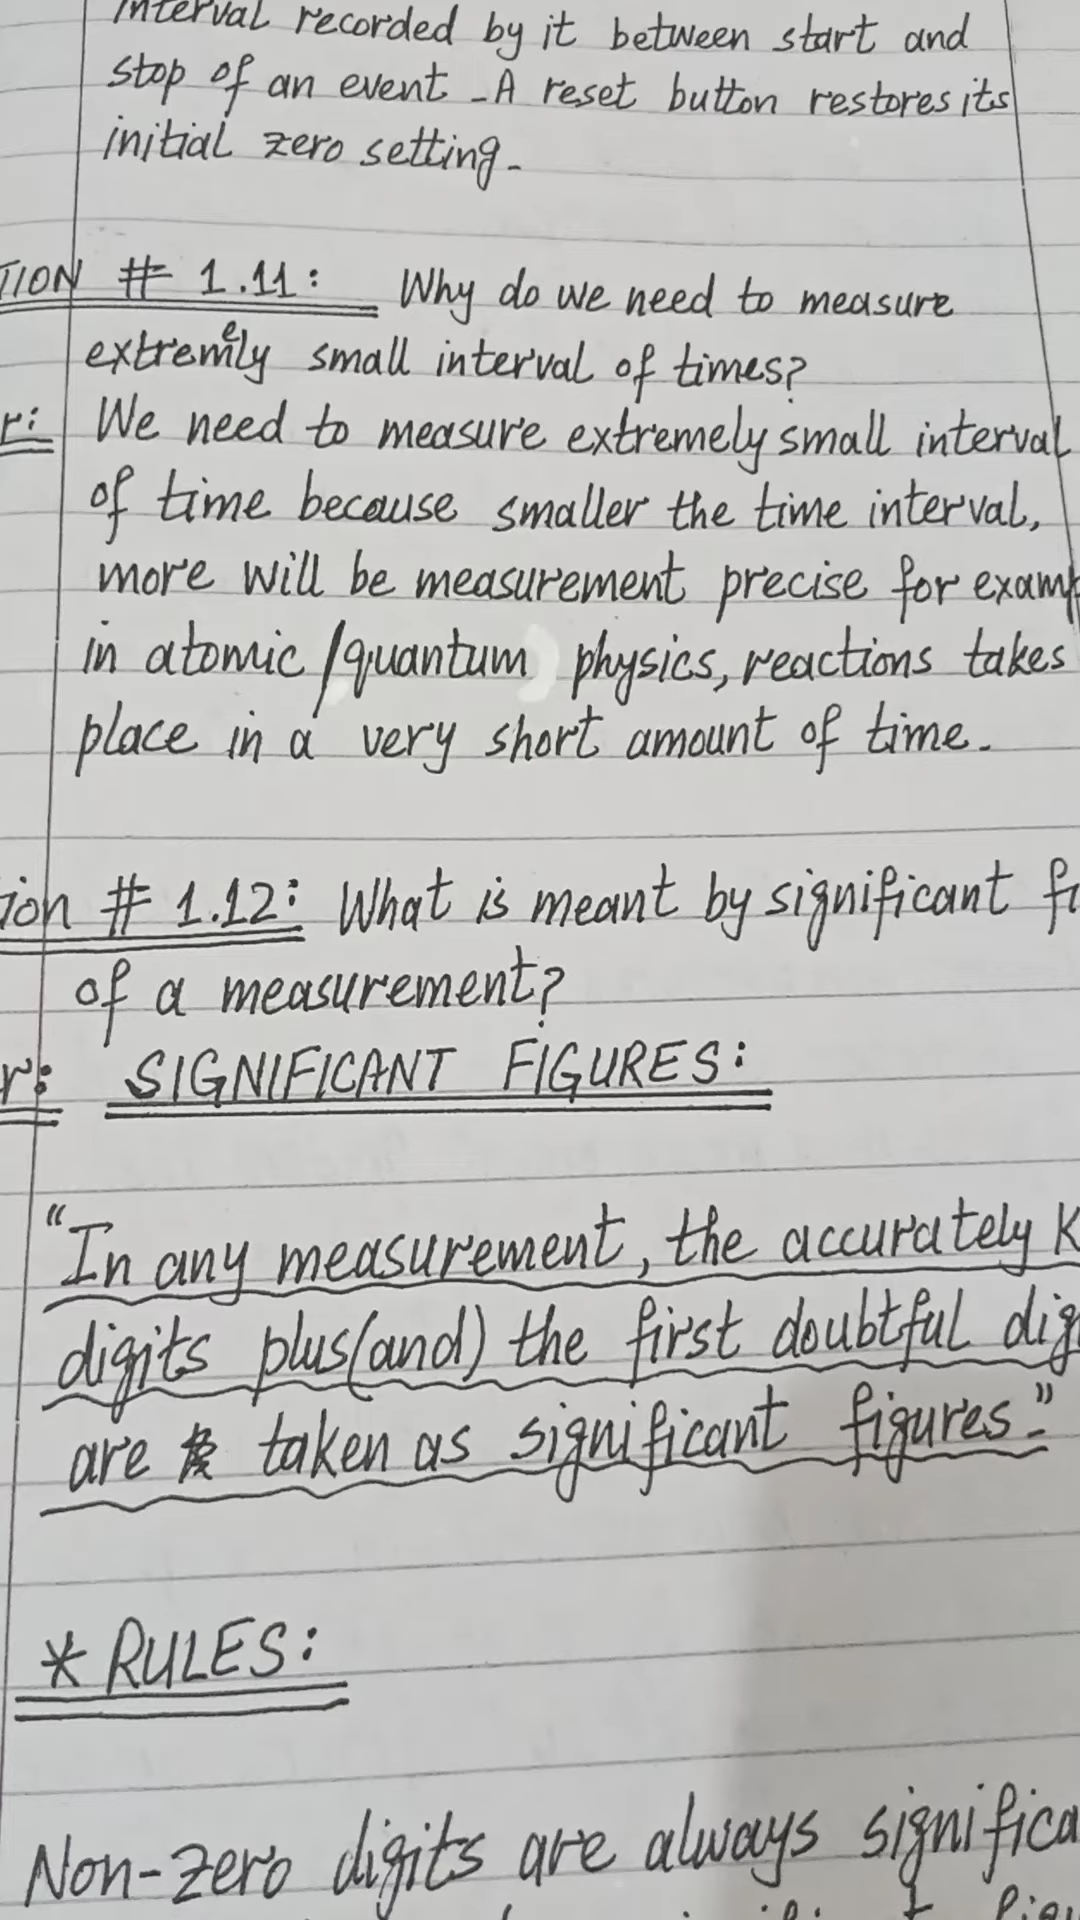 interval recorded by it between start and
stop of an event - A reset button restores its
initial zero setting -
TION # 1.11: Why do we need to measure
extremely small interval of times?
r: We need to measure extremely small interval
of time because smaller the time interval,
more will be measurement precise for examp
in atomic /quantum physics, reactions takes
place in a very short amount of time.
ion # 1.12: What is meant by significant fi
of a measurement?
r: SIGNIFICANT FIGURES:
"In any measurement, the accurately k
digits plus(and) the first doubtful dig
are taken as significant figures."
* RULES:
Non-zero digits are always significa